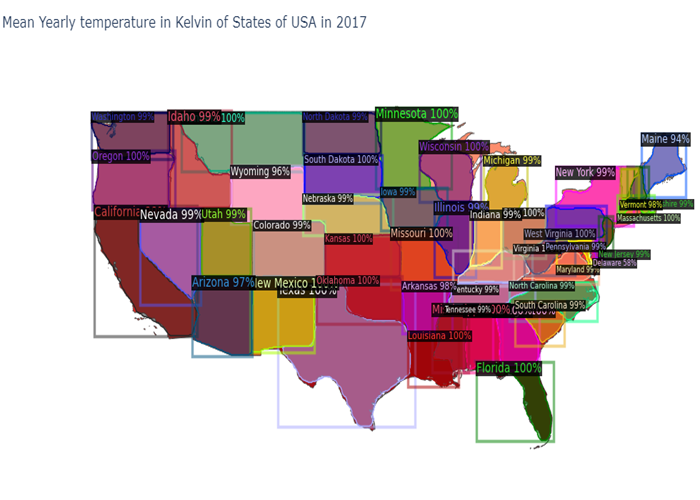 Mean Yearly temperature in Kelvin of States of USA in 2017
Washington 99%
Idaho 99%
100%
North Dakota 99%
Minnesota 100%
Maine 94%
Oregon 100%
Wisconsin 100%
South Dakota 100%
Michigan 99%
Wyoming 96%
New York 99%
Iowa 99%
Nebraska 99%
Vermont 98%
shire 99%
California
Nevada 99%
Utah 99%
Illinois 99%
Indiana 99%
100%
Massachusetts 100%
Colorado 99%
Kansas 100%
Missouri 100%
West Virginia 100%
Virginia 1
Pennsylvania 99%
New Jersey 99%
Delaware 58%
Maryland 99%
Arizona 97%
ew Mexico 1
Texas 100%
Oklahoma 100%
Arkansas 98%
entucky 99%
North Carolina 99%
Tennessee 99%
South Carolina 99%
Louisiana 100%
Florida 100%